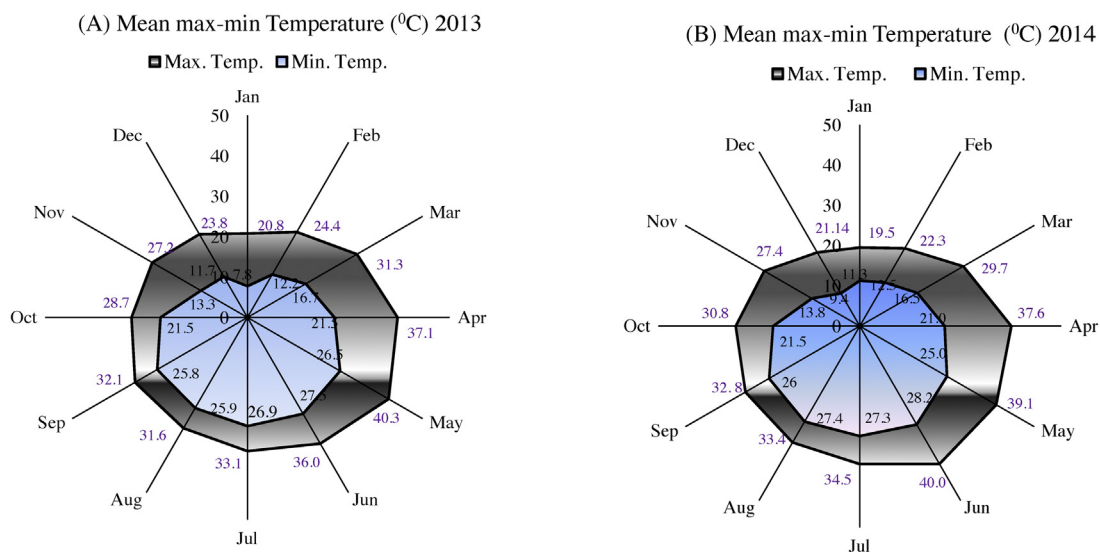 (A) Mean max-min Temperature (⁰C) 2013
Max. Temp. Min. Temp.
Jan
Feb
Mar
Apr
May
Jun
Jul
Aug
Sep
Oct
Nov
Dec
50
40
30
20
10
0
20.8
24.4
31.3
37.1
40.3
36.0
33.1
31.6
32.1
28.7
27.2
23.8
7.8
12.2
16.7
21.3
26.5
27.5
26.9
25.9
25.8
21.5
13.3
11.7
(B) Mean max-min Temperature (⁰C) 2014
Max. Temp. Min. Temp.
Jan
Feb
Mar
Apr
May
Jun
Jul
Aug
Sep
Oct
Nov
Dec
50
40
30
20
10
0
19.5
22.3
29.7
37.6
39.1
40.0
34.5
33.4
32.8
30.8
27.4
21.14
11.3
12.5
16.5
21.0
25.0
28.2
27.3
27.4
26
21.5
13.8
9.4